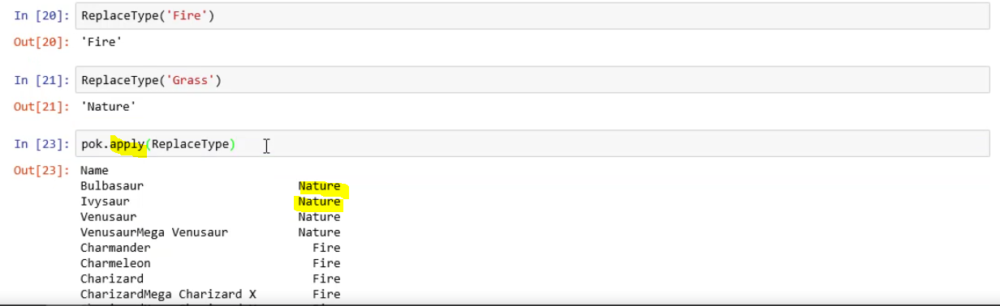 In [20]: ReplaceType('Fire')
Out[20]: 'Fire'
In [21]: ReplaceType('Grass')
Out[21]: 'Nature'
In [23]: pok.apply(ReplaceType)
Out[23]: Name
Bulbasaur Nature
Ivysaur Nature
Venusaur Nature
VenusaurMega Venusaur Nature
Charmander Fire
Charmeleon Fire
Charizard Fire
CharizardMega Charizard X Fire